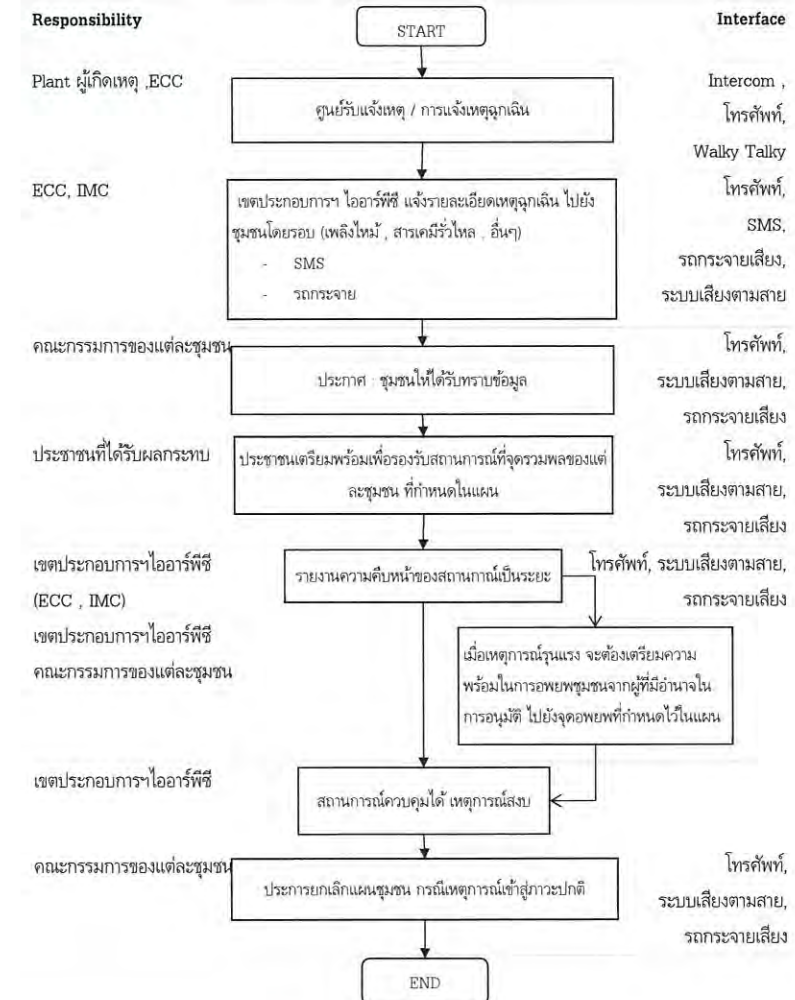 Responsibility
START
Interface
Plant ผู้เกิดเหตุ ,ECC
ศูนย์รับแจ้งเหตุ / การแจ้งเหตุฉุกเฉิน
Intercom ,
โทรศัพท์,
Walky Talky
ECC, IMC
เขตประกอบการฯ ไออาร์พีซี แจ้งรายละเอียดเหตุฉุกเฉิน ไปยัง
ชุมชนโดยรอบ (เพลิงไหม้ , สารเคมีรั่วไหล , อื่นๆ)
- SMS
- รถกระจาย
โทรศัพท์,
SMS,
รถกระจายเสียง,
ระบบเสียงตามสาย
คณะกรรมการของแต่ละชุมชน
ประกาศ : ชุมชนให้ได้รับทราบข้อมูล
โทรศัพท์,
ระบบเสียงตามสาย,
รถกระจายเสียง
ประชาชนที่ได้รับผลกระทบ
ประชาชนเตรียมพร้อมเพื่อรองรับสถานการณ์ที่จุดรวมพลของแต่
ละชุมชน ที่กำหนดในแผน
โทรศัพท์,
ระบบเสียงตามสาย,
รถกระจายเสียง
เขตประกอบการฯไออาร์พีซี
(ECC , IMC)
เขตประกอบการฯไออาร์พีซี
คณะกรรมการของแต่ละชุมชน
รายงานความคืบหน้าของสถานกาณ์เป็นระยะ
โทรศัพท์, ระบบเสียงตามสาย,
รถกระจายเสียง
เมื่อเหตุการณ์รุนแรง จะต้องเตรียมความ
พร้อมในการอพยพชุมชนจากผู้ที่มีอำนาจใน
การอนุมัติ ไปยังจุดอพยพที่กำหนดไว้ในแผน
เขตประกอบการฯไออาร์พีซี
สถานการณ์ควบคุมได้ เหตุการณ์สงบ
คณะกรรมการของแต่ละชุมชน
ประการยกเลิกแผนชุมชน กรณีเหตุการณ์เข้าสู่ภาวะปกติ
โทรศัพท์,
ระบบเสียงตามสาย,
รถกระจายเสียง
END